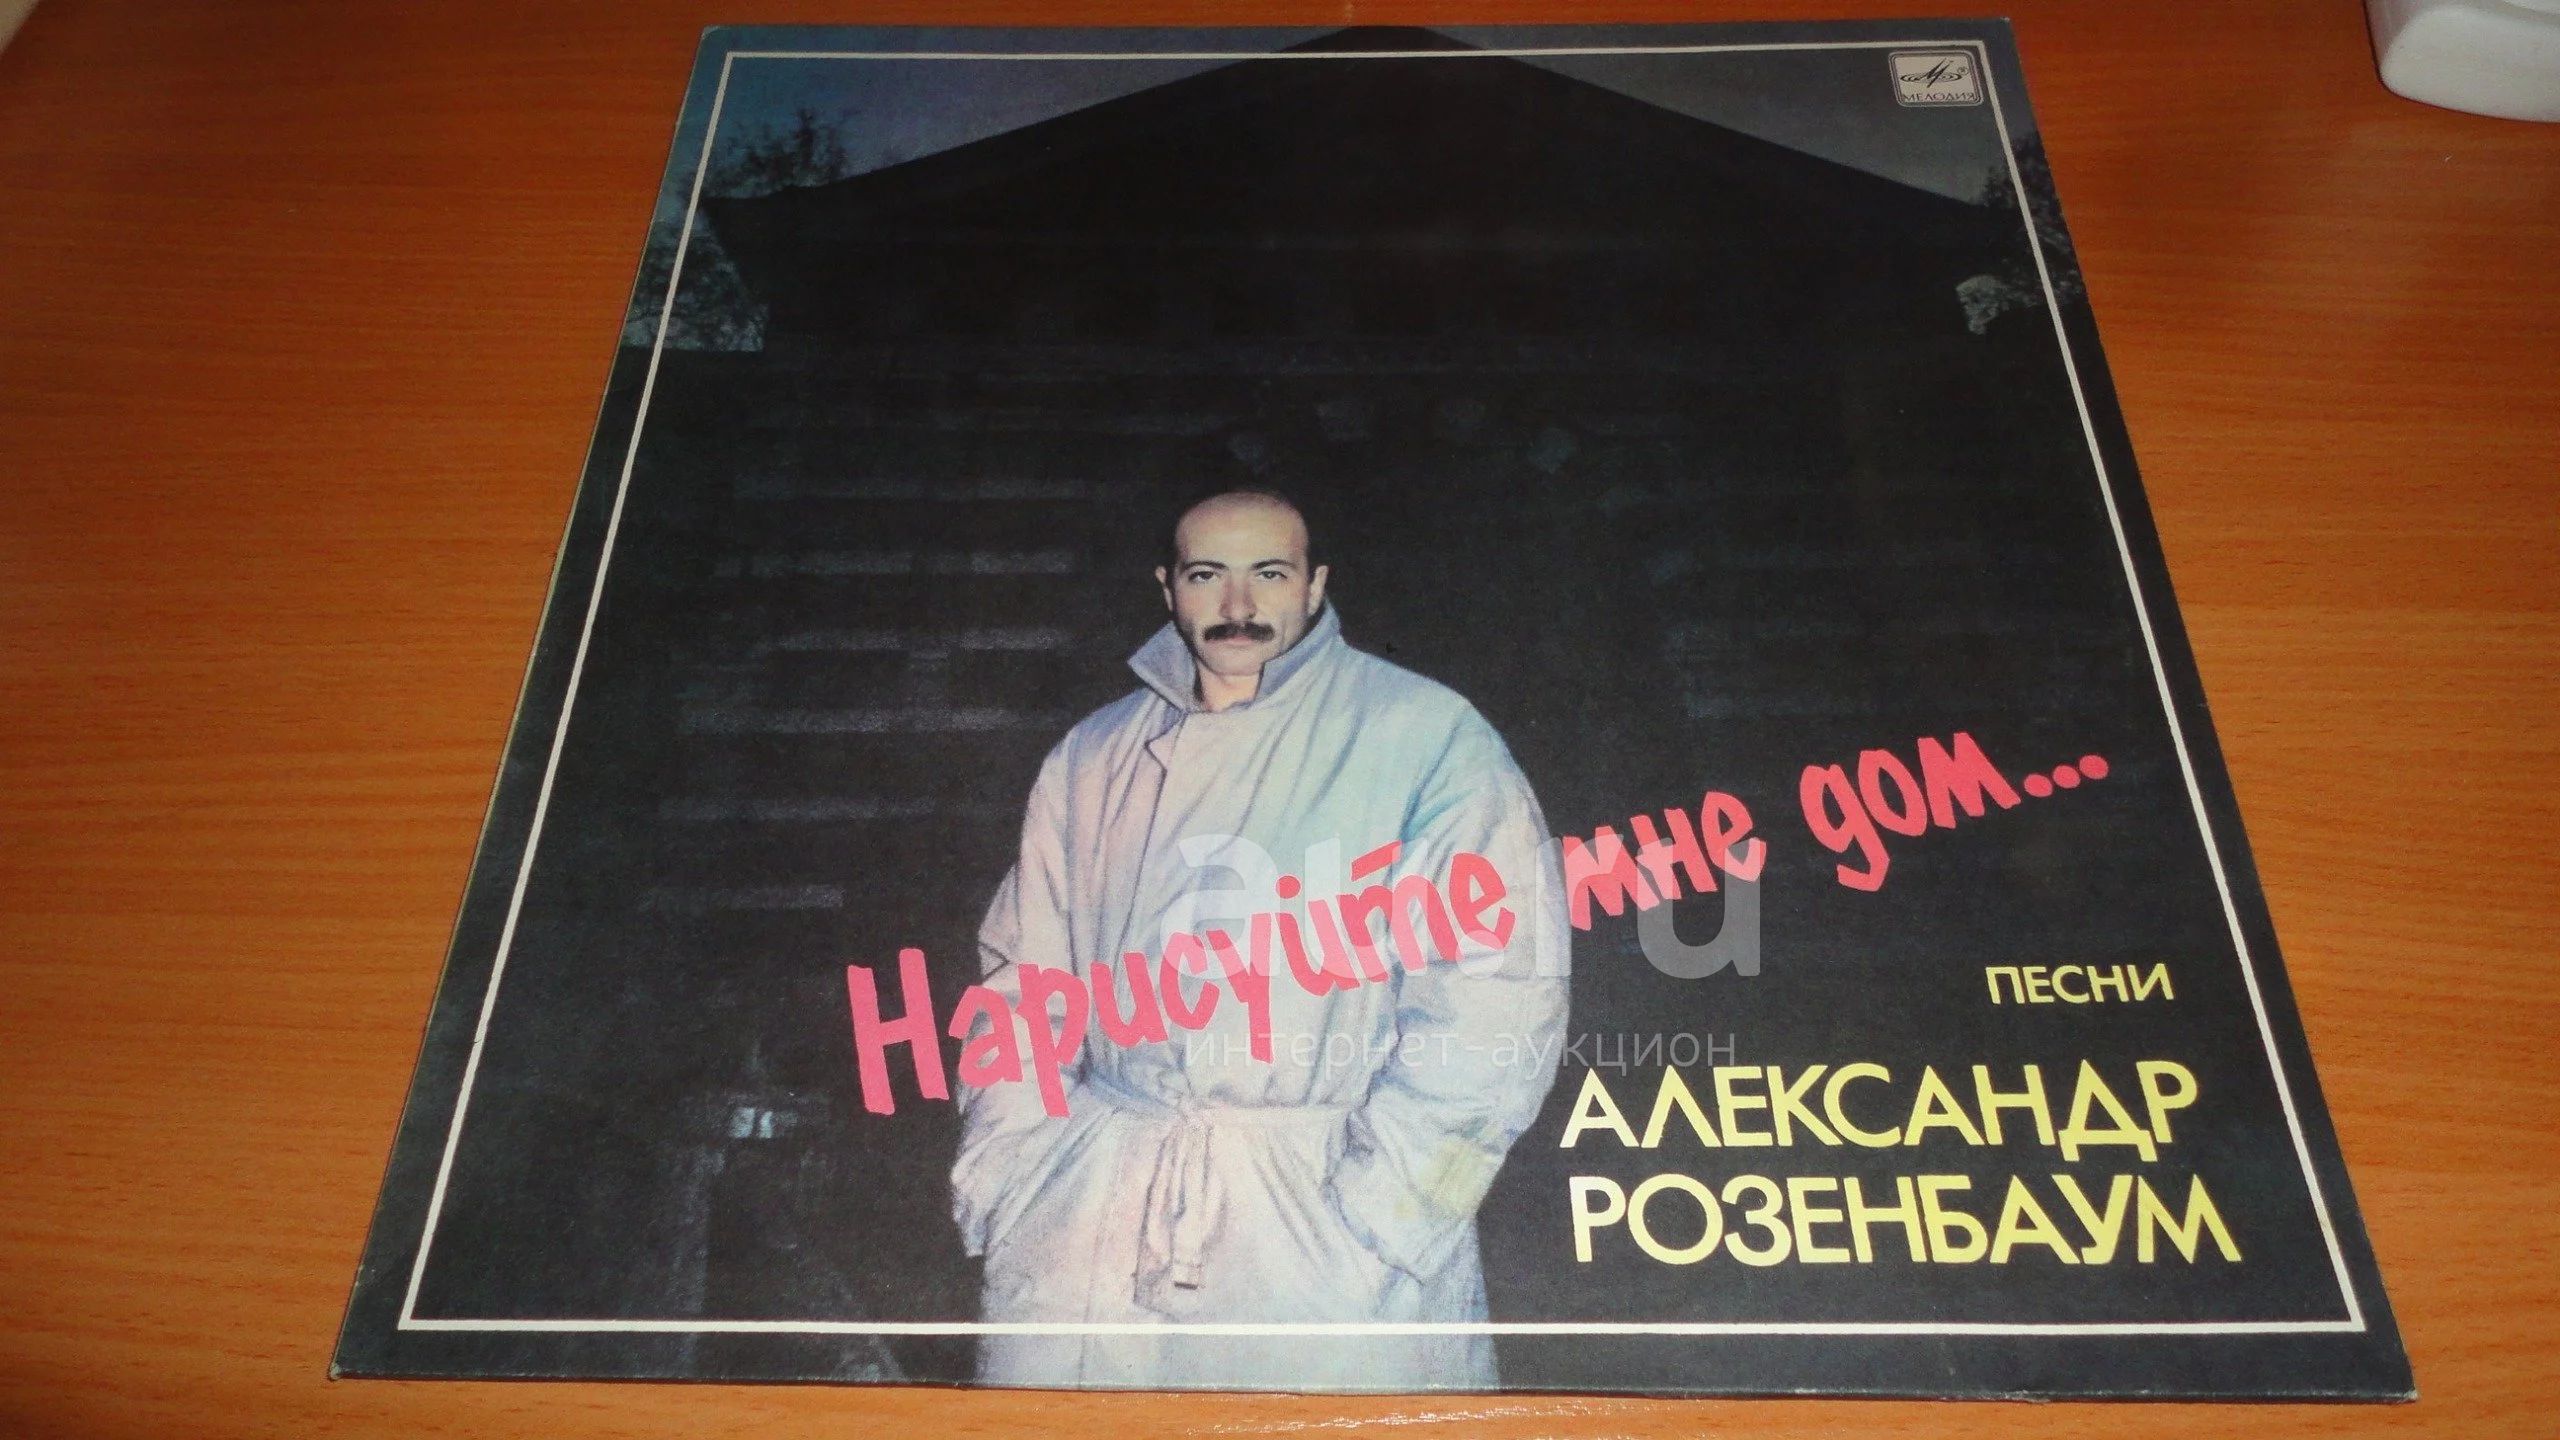 МЕЛОДИЯ
Нарисуйте мне дом...
au.ru
ПЕСНИ
интернет-аукцион
АЛЕКСАНДР
РОЗЕНБАУМ